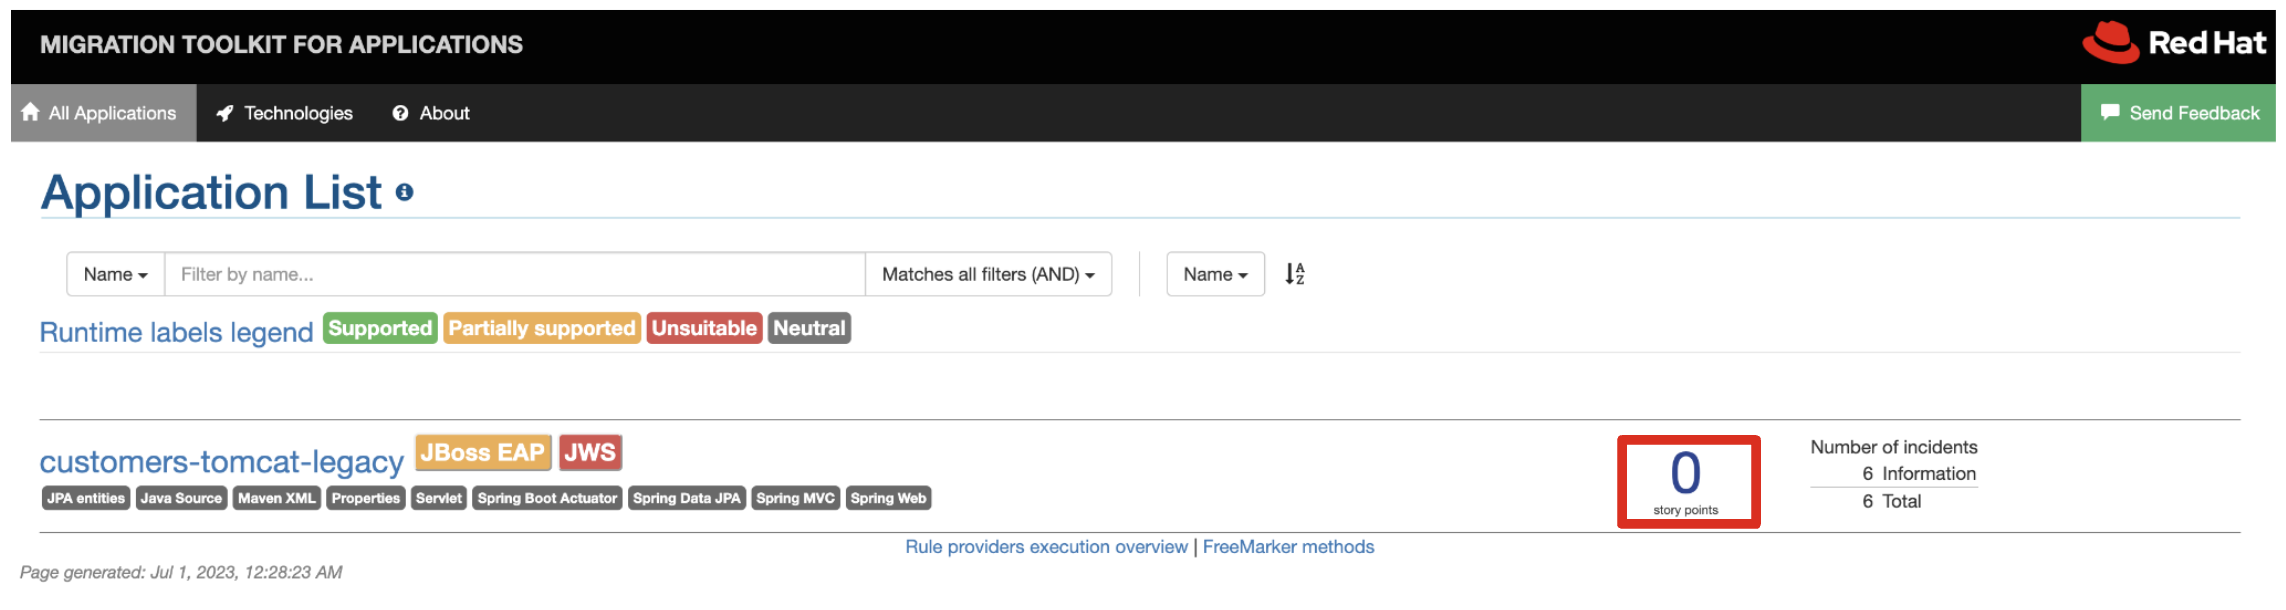 MIGRATION TOOLKIT FOR APPLICATIONS
Red Hat
All Applications Technologies About Send Feedback
Application List
Name Filter by name... Matches all filters (AND) Name
Runtime labels legend Supported Partially supported Unsuitable Neutral
customers-tomcat-legacy JBoss EAP JWS
JPA entities Java Source Maven XML Properties Servlet Spring Boot Actuator Spring Data JPA Spring MVC Spring Web
0
story points
Number of incidents
6 Information
6 Total
Rule providers execution overview | FreeMarker methods
Page generated: Jul 1, 2023, 12:28:23 AM